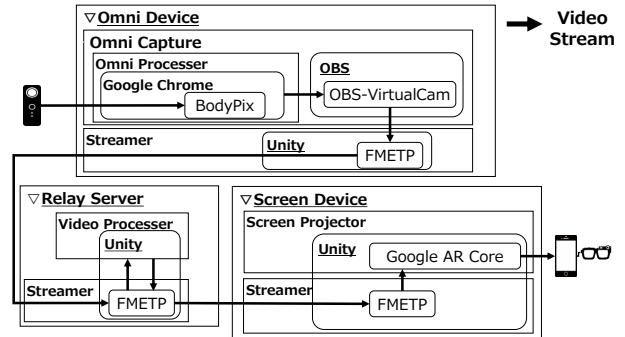 ▽Omni Device
Video
Stream
Omni Capture
Omni Processer
Google Chrome
BodyPix
OBS
OBS-VirtualCam
Streamer
Unity
FMETP
▽Relay Server
Video Processer
Unity
Streamer
FMETP
▽Screen Device
Screen Projector
Unity
Google AR Core
Streamer
FMETP